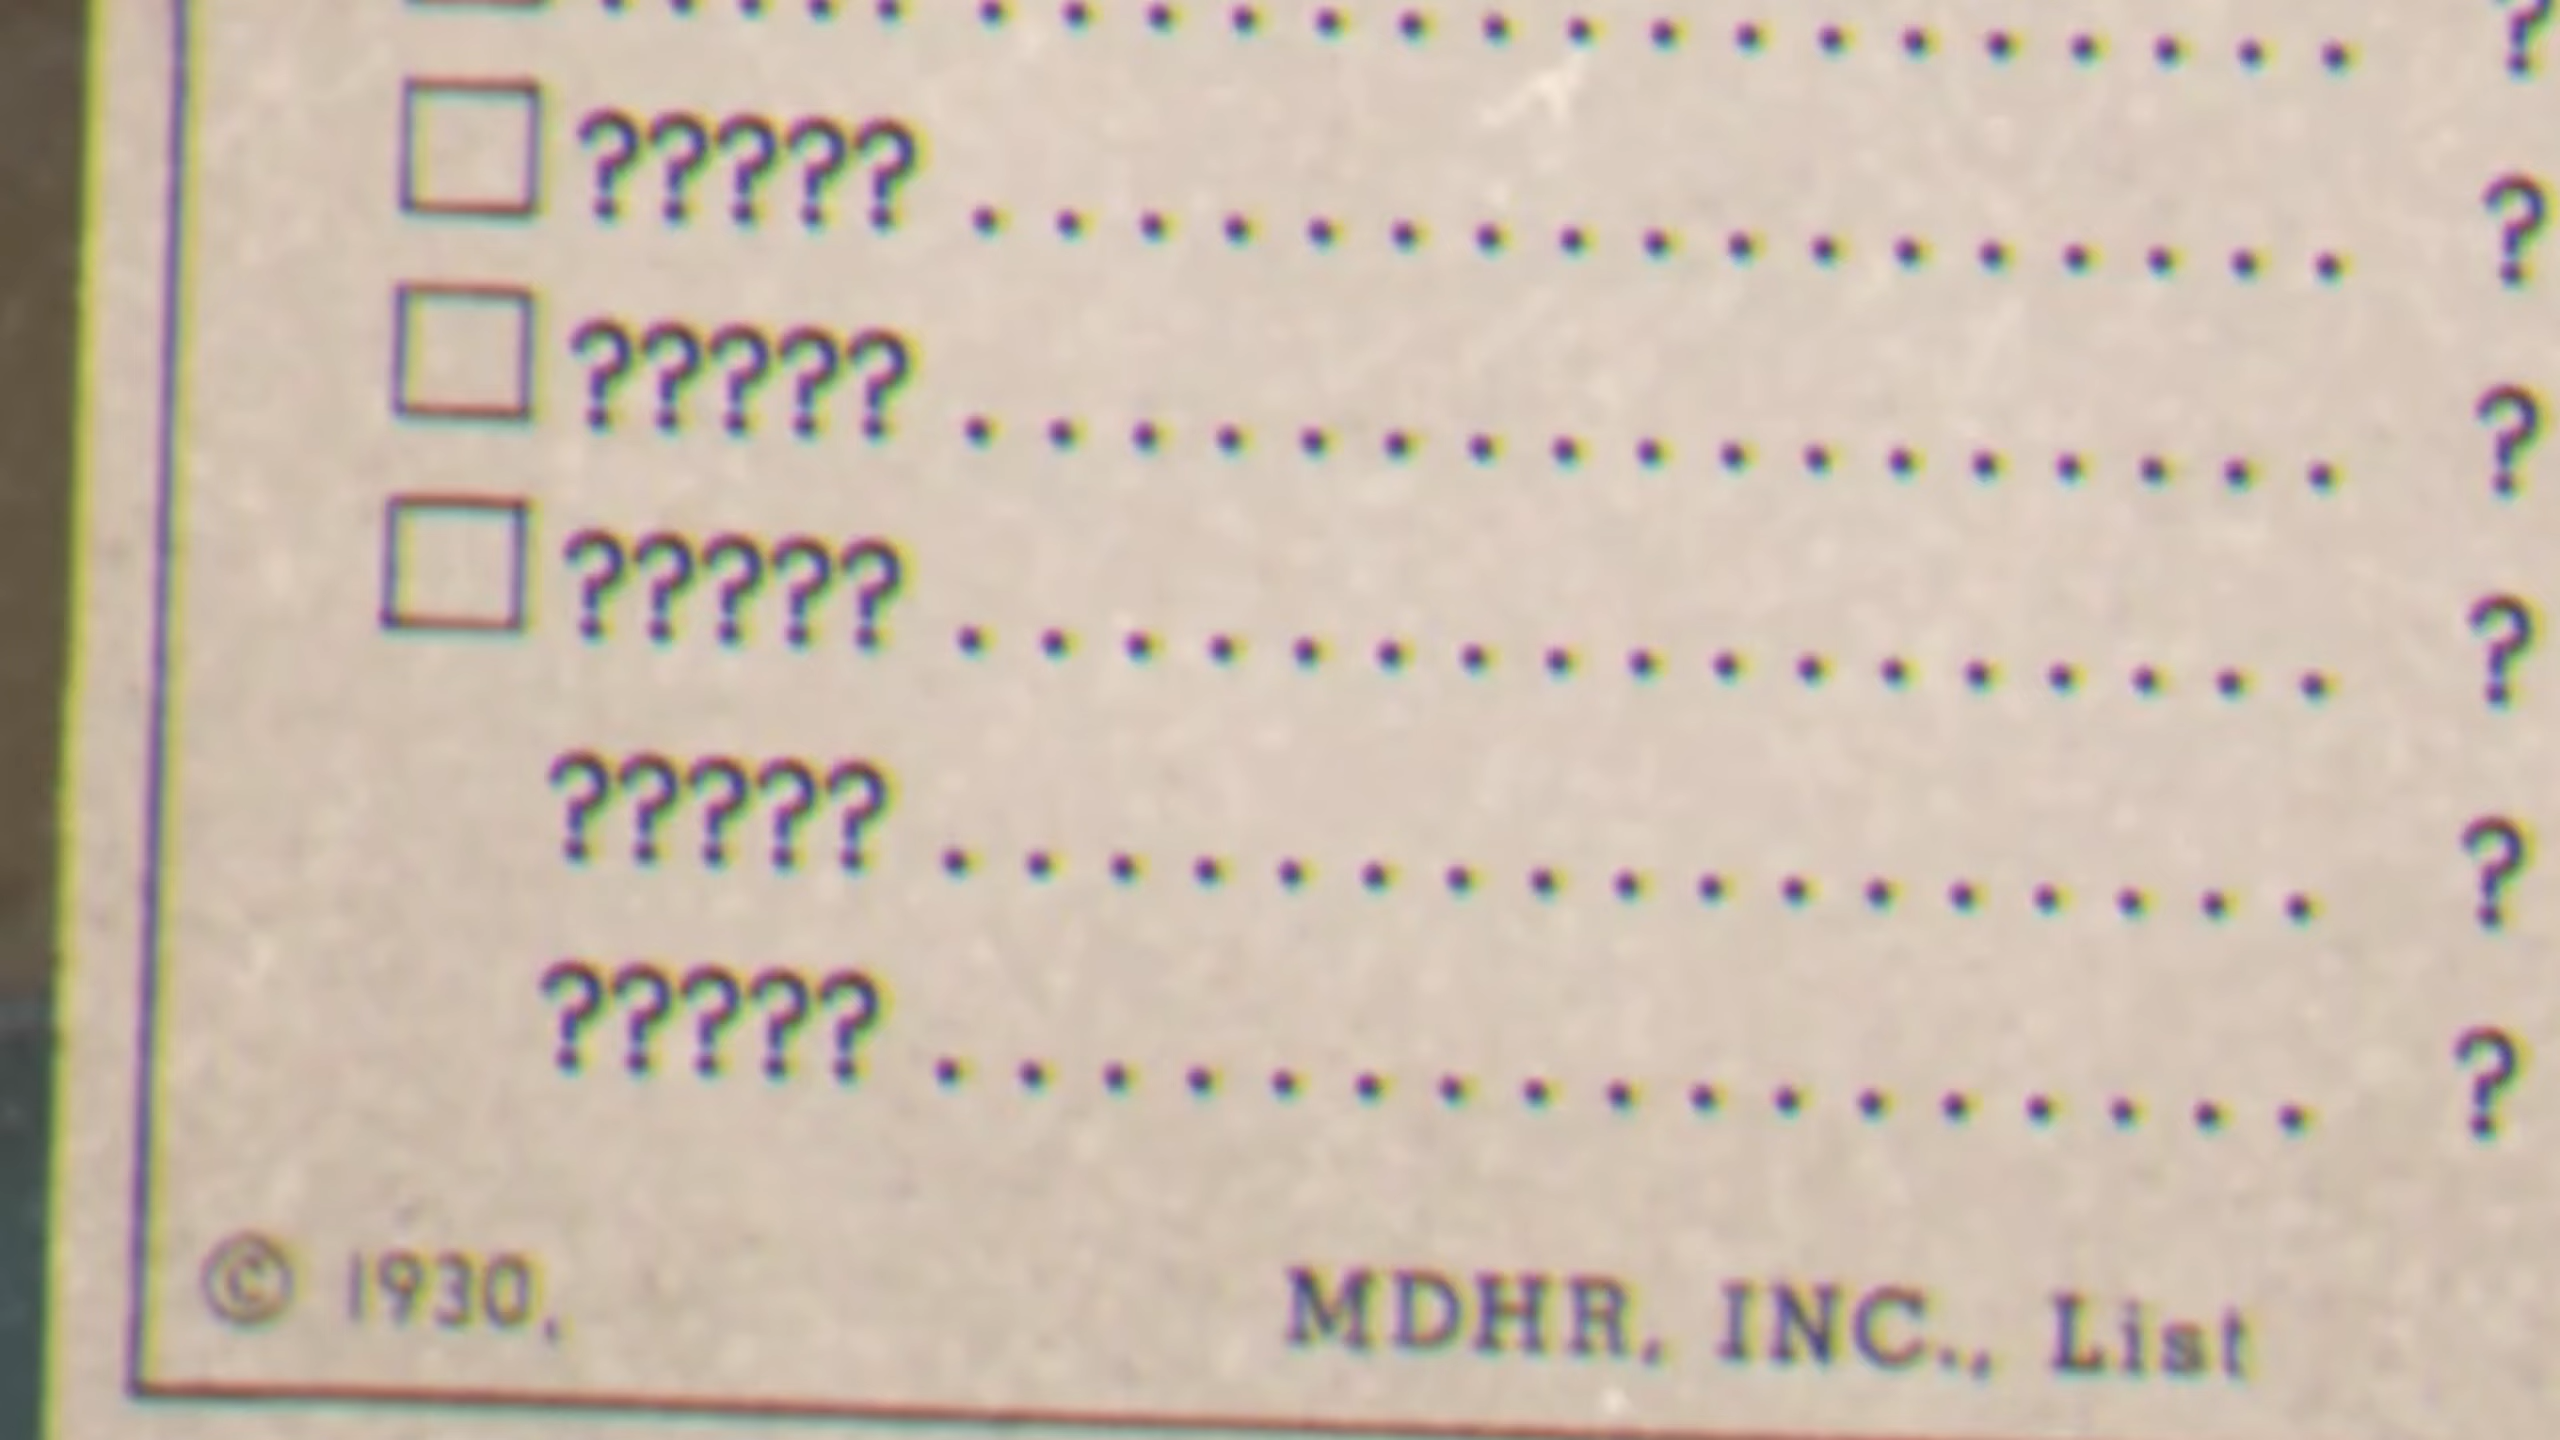 . . . . . . . . . . . . . . . . . . . . . . ?
☐ ????? . . . . . . . . . . . . . . . . . ?
☐ ????? . . . . . . . . . . . . . . . . . ?
☐ ????? . . . . . . . . . . . . . . . . . ?
????? . . . . . . . . . . . . . . . . . ?
????? . . . . . . . . . . . . . . . . . ?
© 1930, MDHR, INC., List